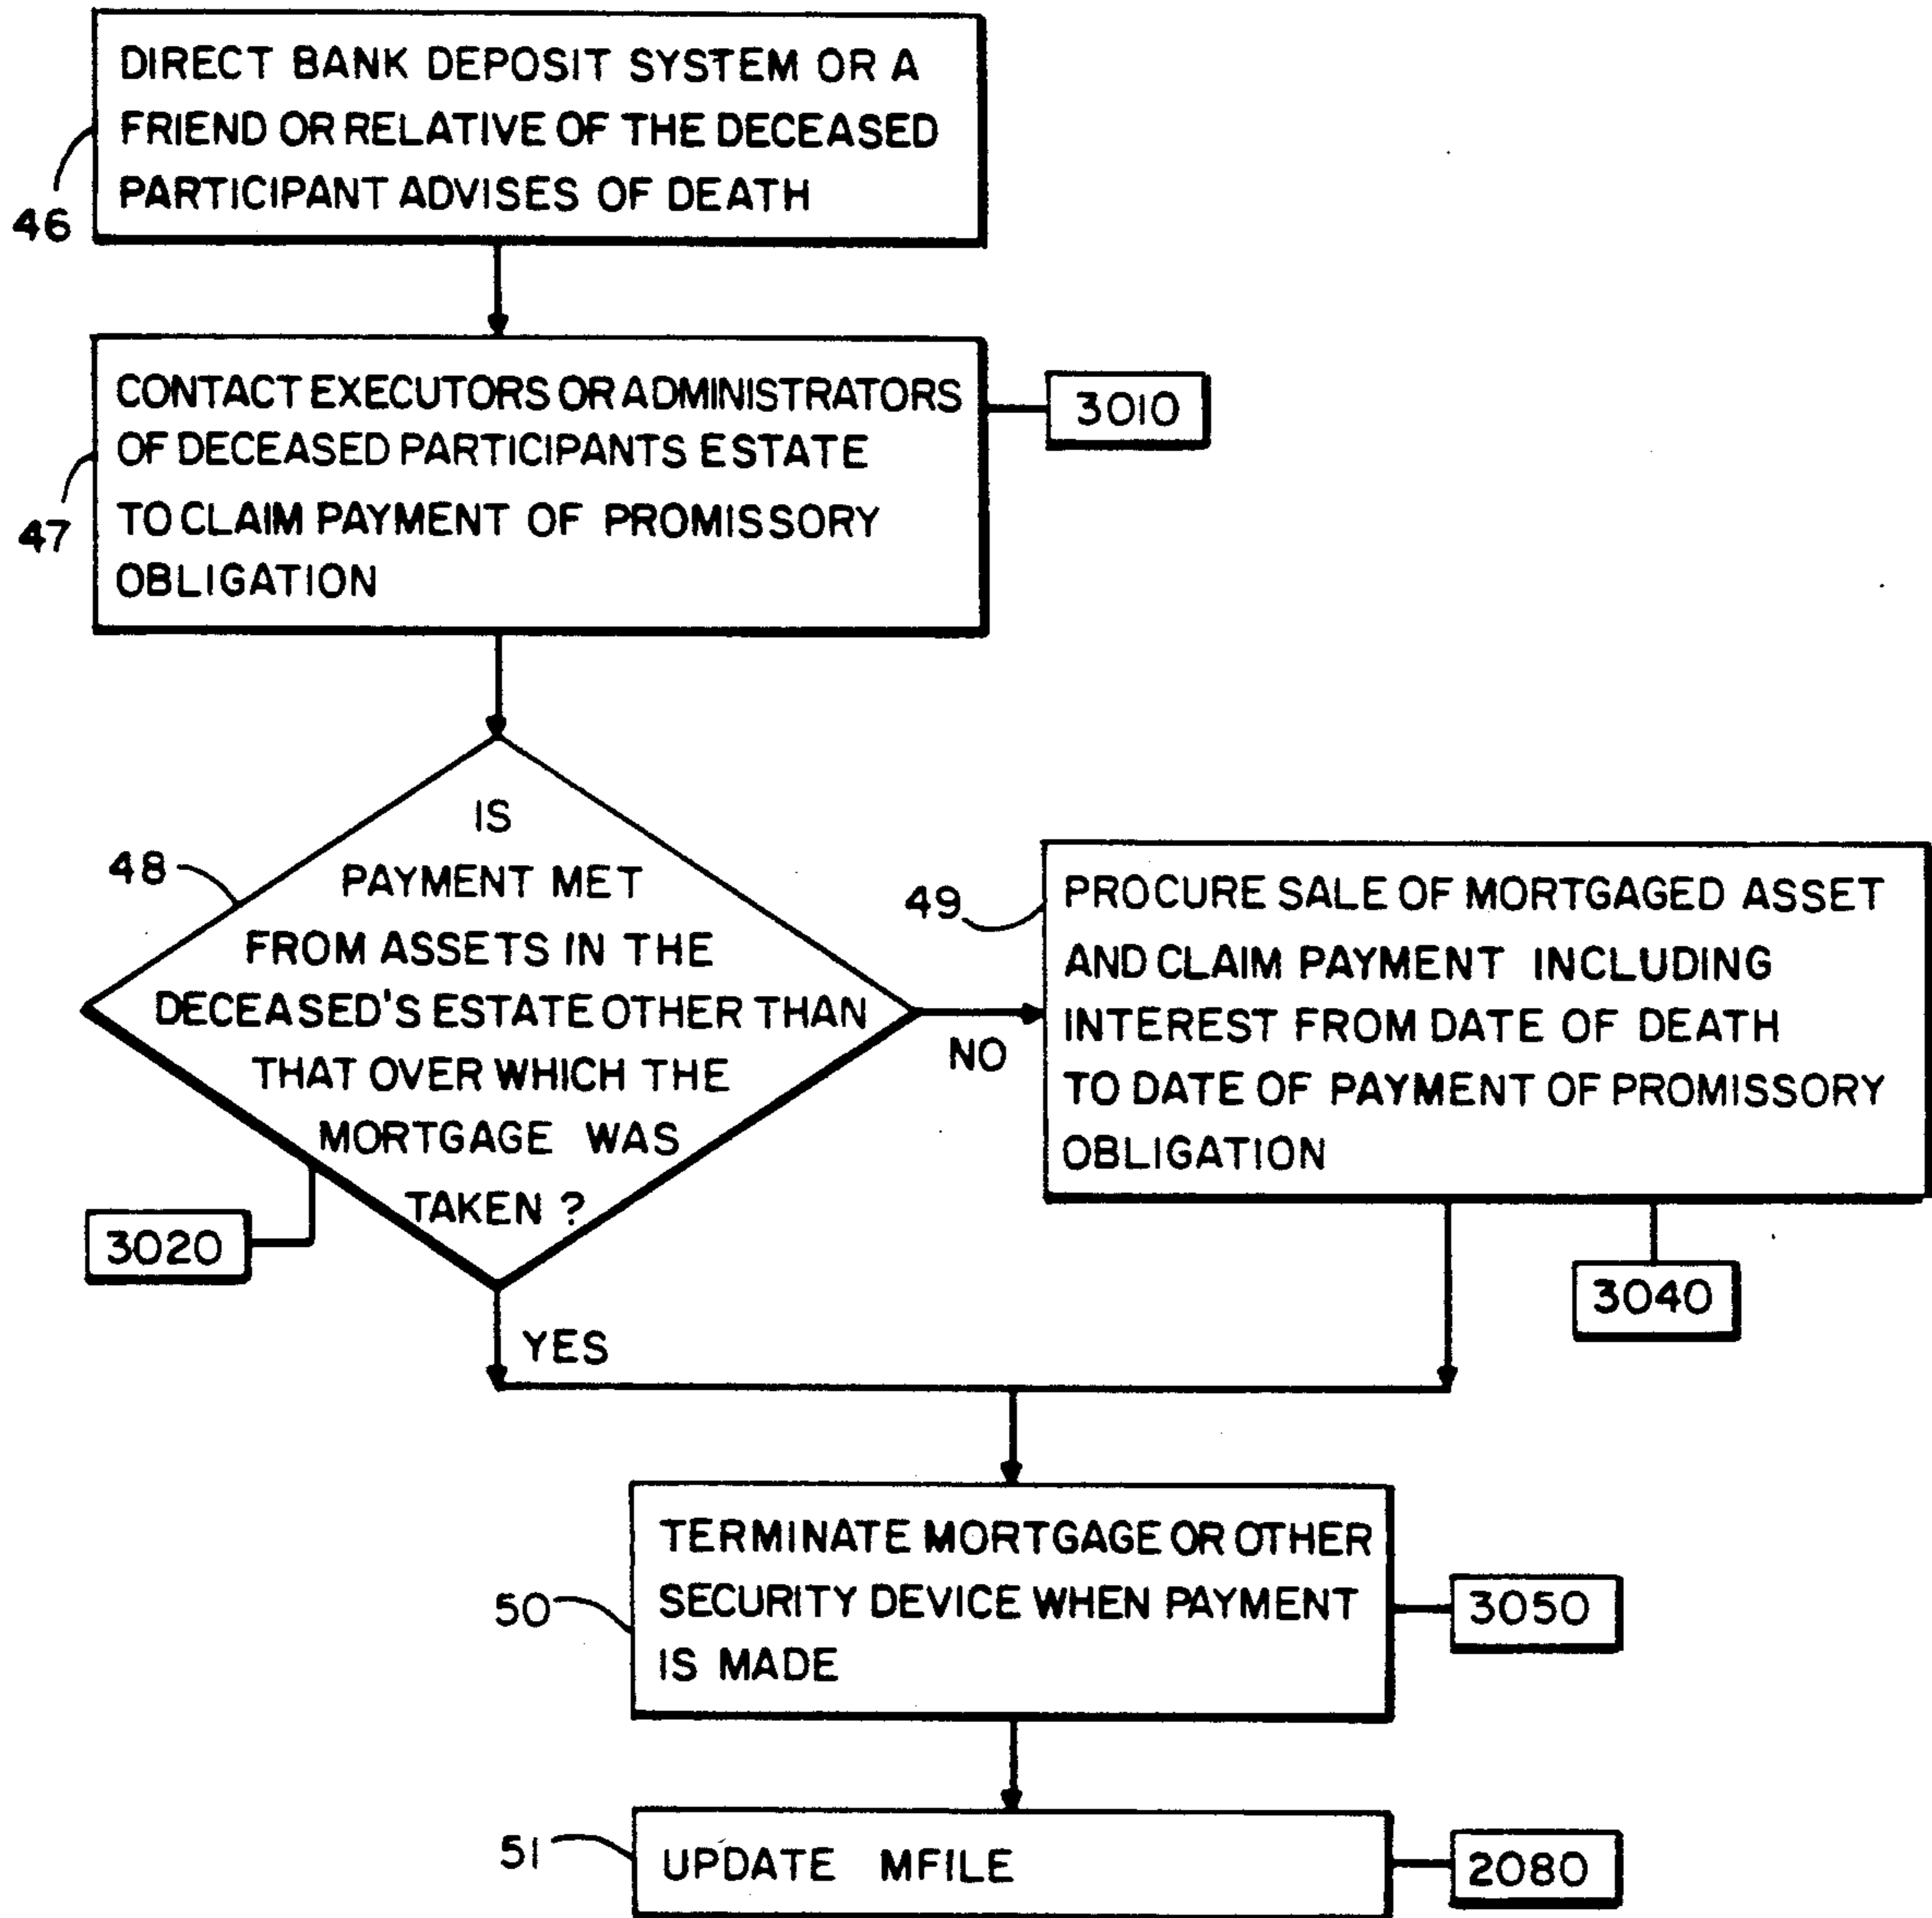 DIRECT BANK DEPOSIT SYSTEM OR A
FRIEND OR RELATIVE OF THE DECEASED
PARTICIPANT ADVISES OF DEATH
46
CONTACT EXECUTORS OR ADMINISTRATORS
OF DECEASED PARTICIPANTS ESTATE
TO CLAIM PAYMENT OF PROMISSORY
OBLIGATION
3010
47
IS
PAYMENT MET
FROM ASSETS IN THE
DECEASED'S ESTATE OTHER THAN
THAT OVER WHICH THE
MORTGAGE WAS
TAKEN ?
48
3020
NO
YES
49
PROCURE SALE OF MORTGAGED ASSET
AND CLAIM PAYMENT INCLUDING
INTEREST FROM DATE OF DEATH
TO DATE OF PAYMENT OF PROMISSORY
OBLIGATION
3040
TERMINATE MORTGAGE OR OTHER
SECURITY DEVICE WHEN PAYMENT
IS MADE
50
3050
51
UPDATE MFILE
2080